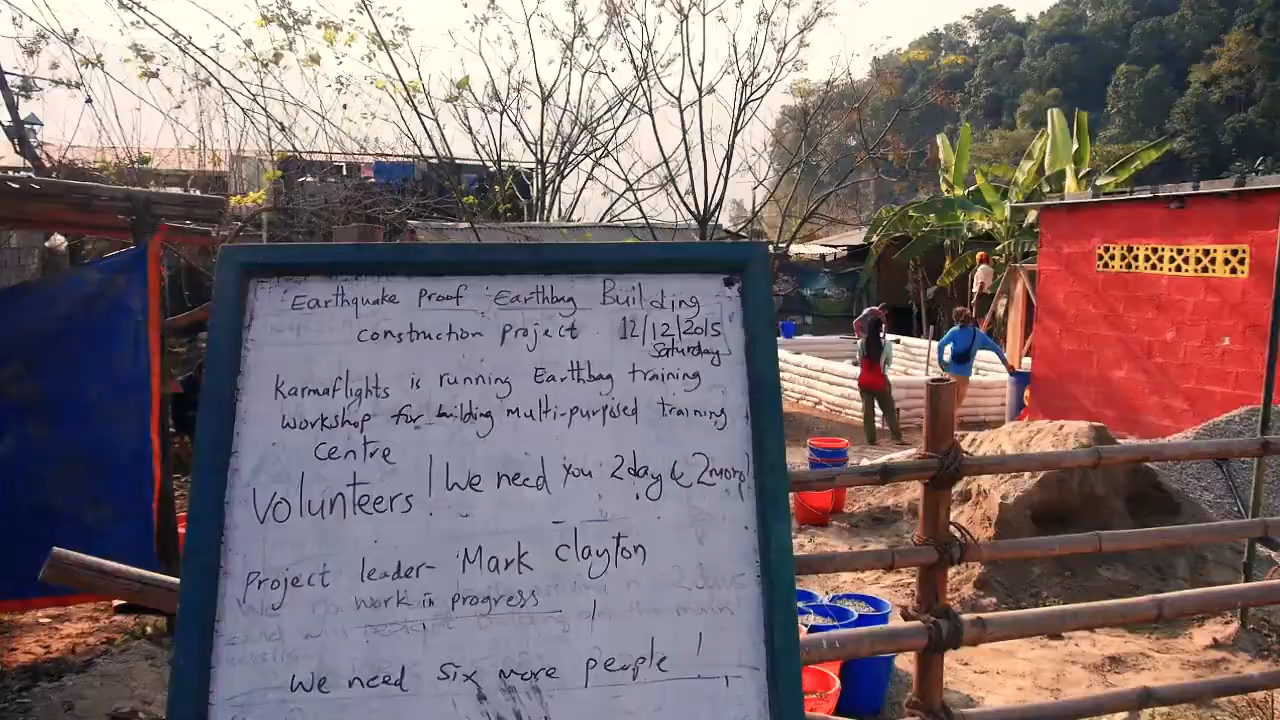 Earthquake Proof Earthbag Building
construction project 12/12/2015
Saturday
Karmaflights is running Earthbag training
workshop for building multi-purposed training
centre
Volunteers! We need you 2day & 2moro!
Project leader- Mark Clayton
work in progress !
We need six more people !